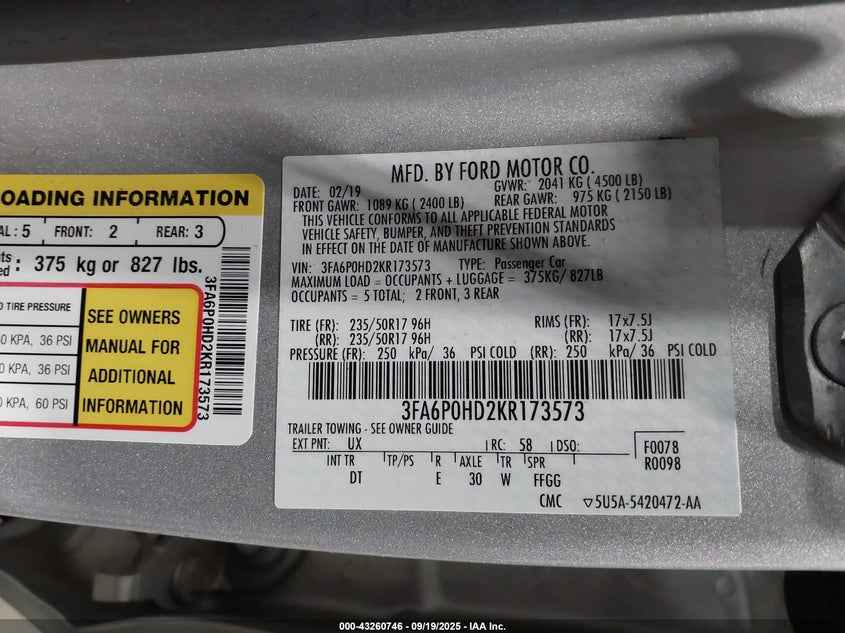 OADING INFORMATION
AL: 5 FRONT: 2 REAR: 3
375 kg or 827 lbs.
TIRE PRESSURE
KPA, 36 PSI
KPA, 36 PSI
KPA, 60 PSI
SEE OWNERS
MANUAL FOR
ADDITIONAL
INFORMATION
3FA6P0HD2KR173573
MFD. BY FORD MOTOR CO.
DATE: 02/19 GVWR: 2041 KG ( 4500 LB)
FRONT GAWR: 1089 KG ( 2400 LB) REAR GAWR: 975 KG ( 2150 LB)
THIS VEHICLE CONFORMS TO ALL APPLICABLE FEDERAL MOTOR
VEHICLE SAFETY, BUMPER, AND THEFT PREVENTION STANDARDS
IN EFFECT ON THE DATE OF MANUFACTURE SHOWN ABOVE.
VIN: 3FA6P0HD2KR173573 TYPE: Passenger Car
MAXIMUM LOAD = OCCUPANTS + LUGGAGE = 375KG/ 827LB
OCCUPANTS = 5 TOTAL; 2 FRONT, 3 REAR
TIRE (FR): 235/50R17 96H RIMS (FR): 17x7.5J
(RR): 235/50R17 96H (RR): 17x7.5J
PRESSURE (FR): 250 kPa/ 36 PSI COLD (RR): 250 kPa/ 36 PSI COLD
3FA6P0HD2KR173573
TRAILER TOWING - SEE OWNER GUIDE
EXT PNT: UX RC: 58 DSO: F0078
R0098
INT TR TP/PS R AXLE TR SPR
DT E 30 W FFGG
CMC ▽5U5A-5420472-AA
000-43260746 - 09/19/2025 - IAA Inc.